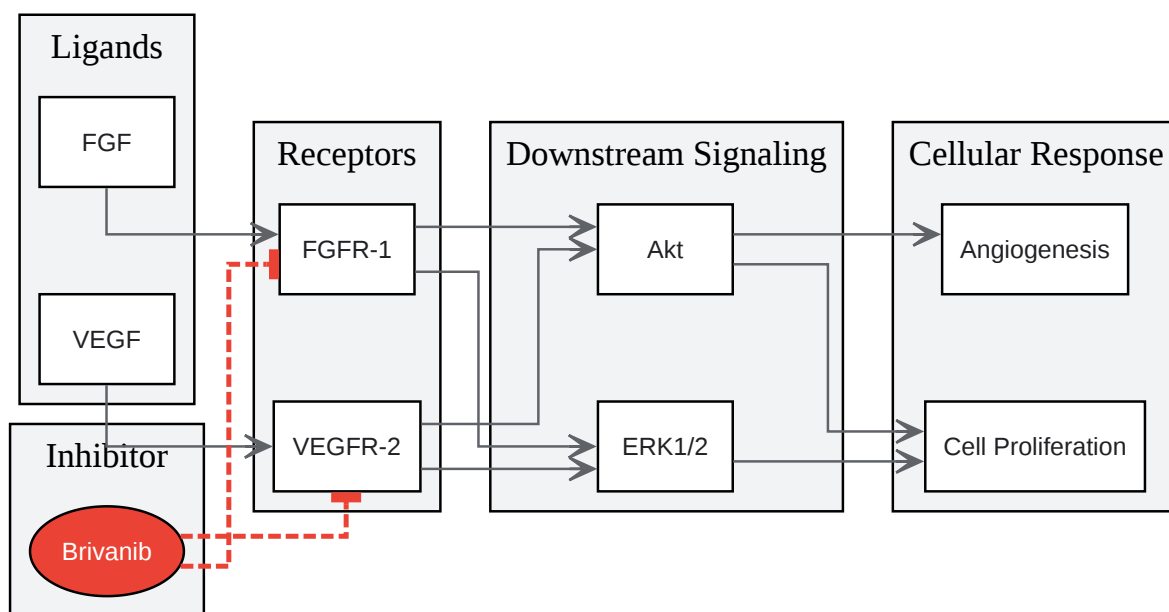 Ligands
FGF
VEGF
Inhibitor
Brivanib
Receptors
FGFR-1
VEGFR-2
Downstream Signaling
Akt
ERK1/2
Cellular Response
Angiogenesis
Cell Proliferation